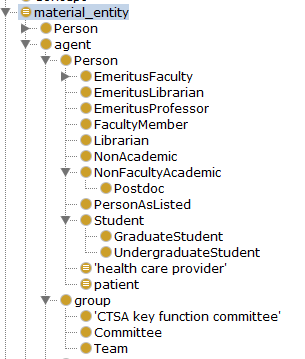 material_entity
Person
agent
Person
EmeritusFaculty
EmeritusLibrarian
EmeritusProfessor
FacultyMember
Librarian
NonAcademic
NonFacultyAcademic
Postdoc
PersonAsListed
Student
GraduateStudent
UndergraduateStudent
'health care provider'
patient
group
'CTSA key function committee'
Committee
Team